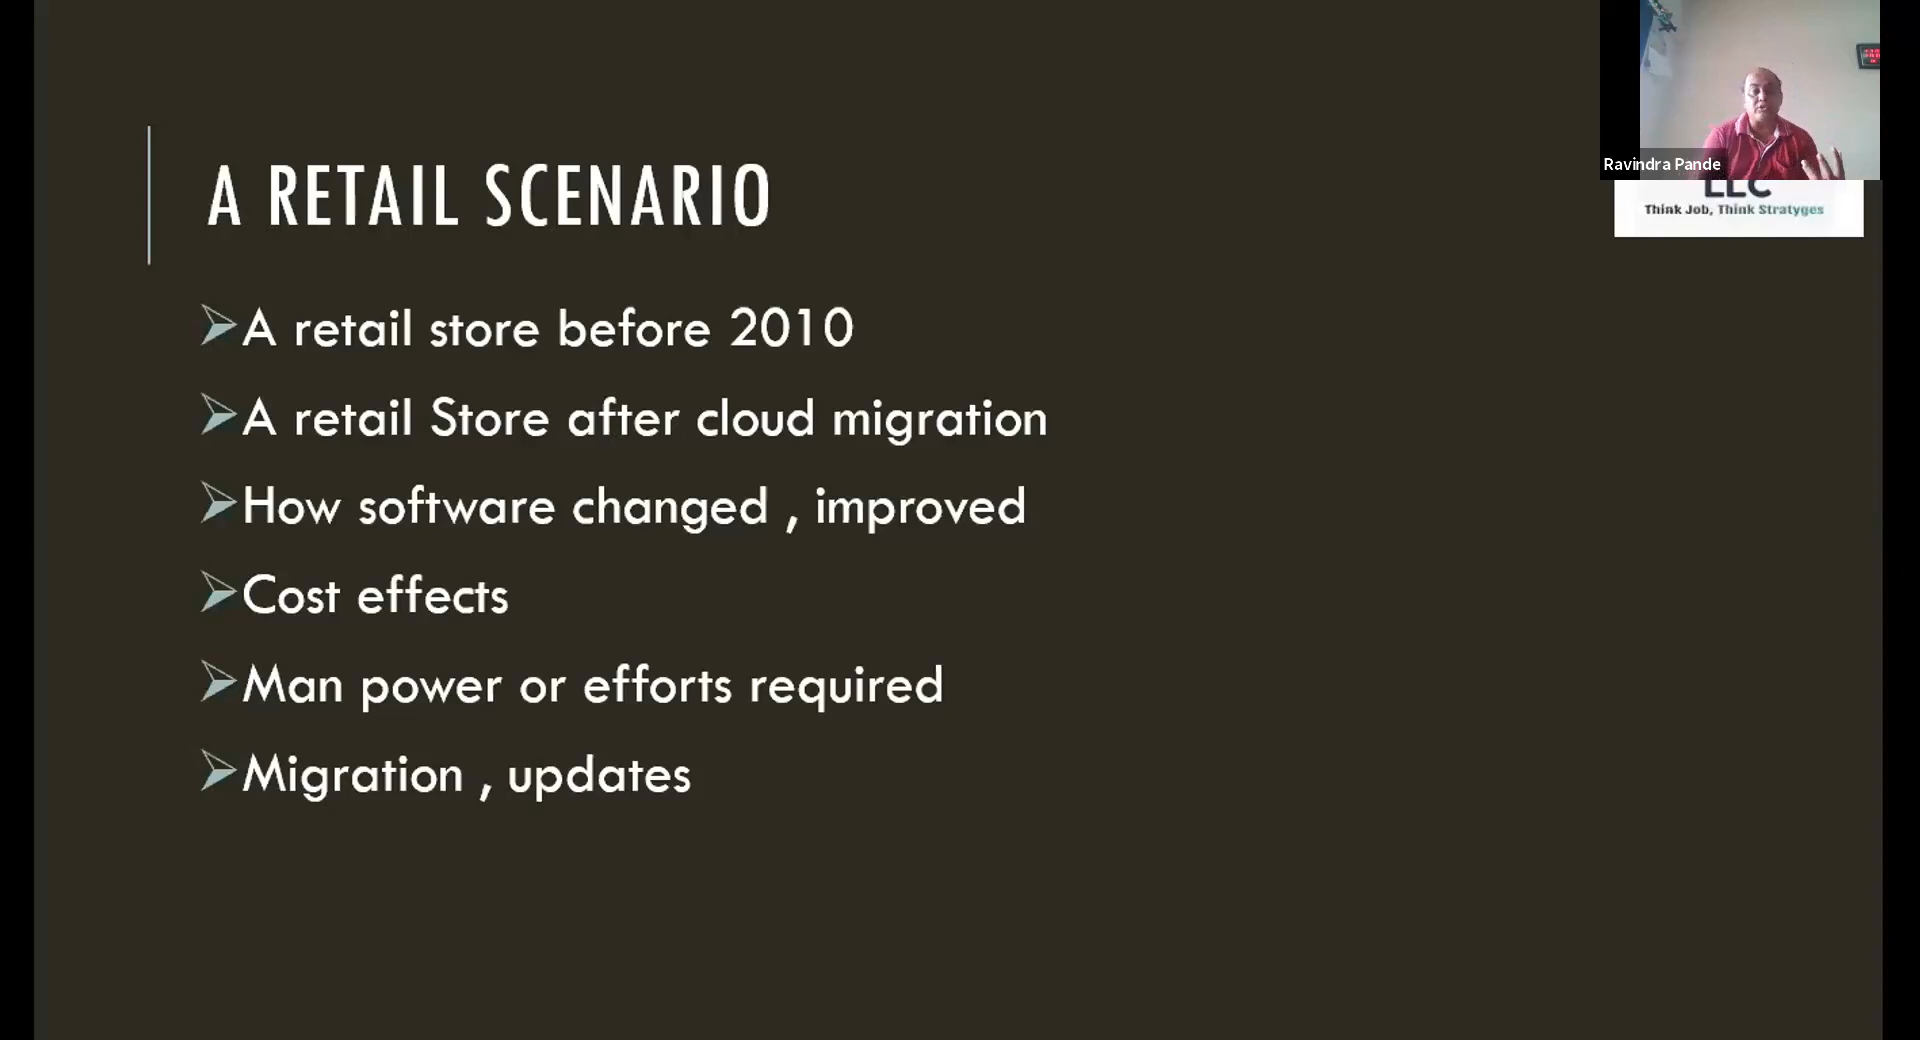 A RETAIL SCENARIO
A retail store before 2010
A retail Store after cloud migration
How software changed , improved
Cost effects
Man power or efforts required
Migration , updates
Ravindra Pande
LLC
Think Job, Think Stratyges